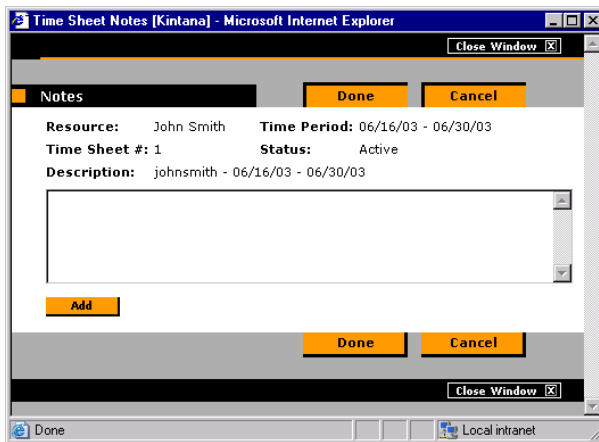 Time Sheet Notes [Kintana] - Microsoft Internet Explorer
Close Window X
Notes Done Cancel
Resource: John Smith Time Period: 06/16/03 - 06/30/03
Time Sheet #: 1 Status: Active
Description: johnsmith - 06/16/03 - 06/30/03
Add
Done Cancel
Close Window X
Done Local intranet